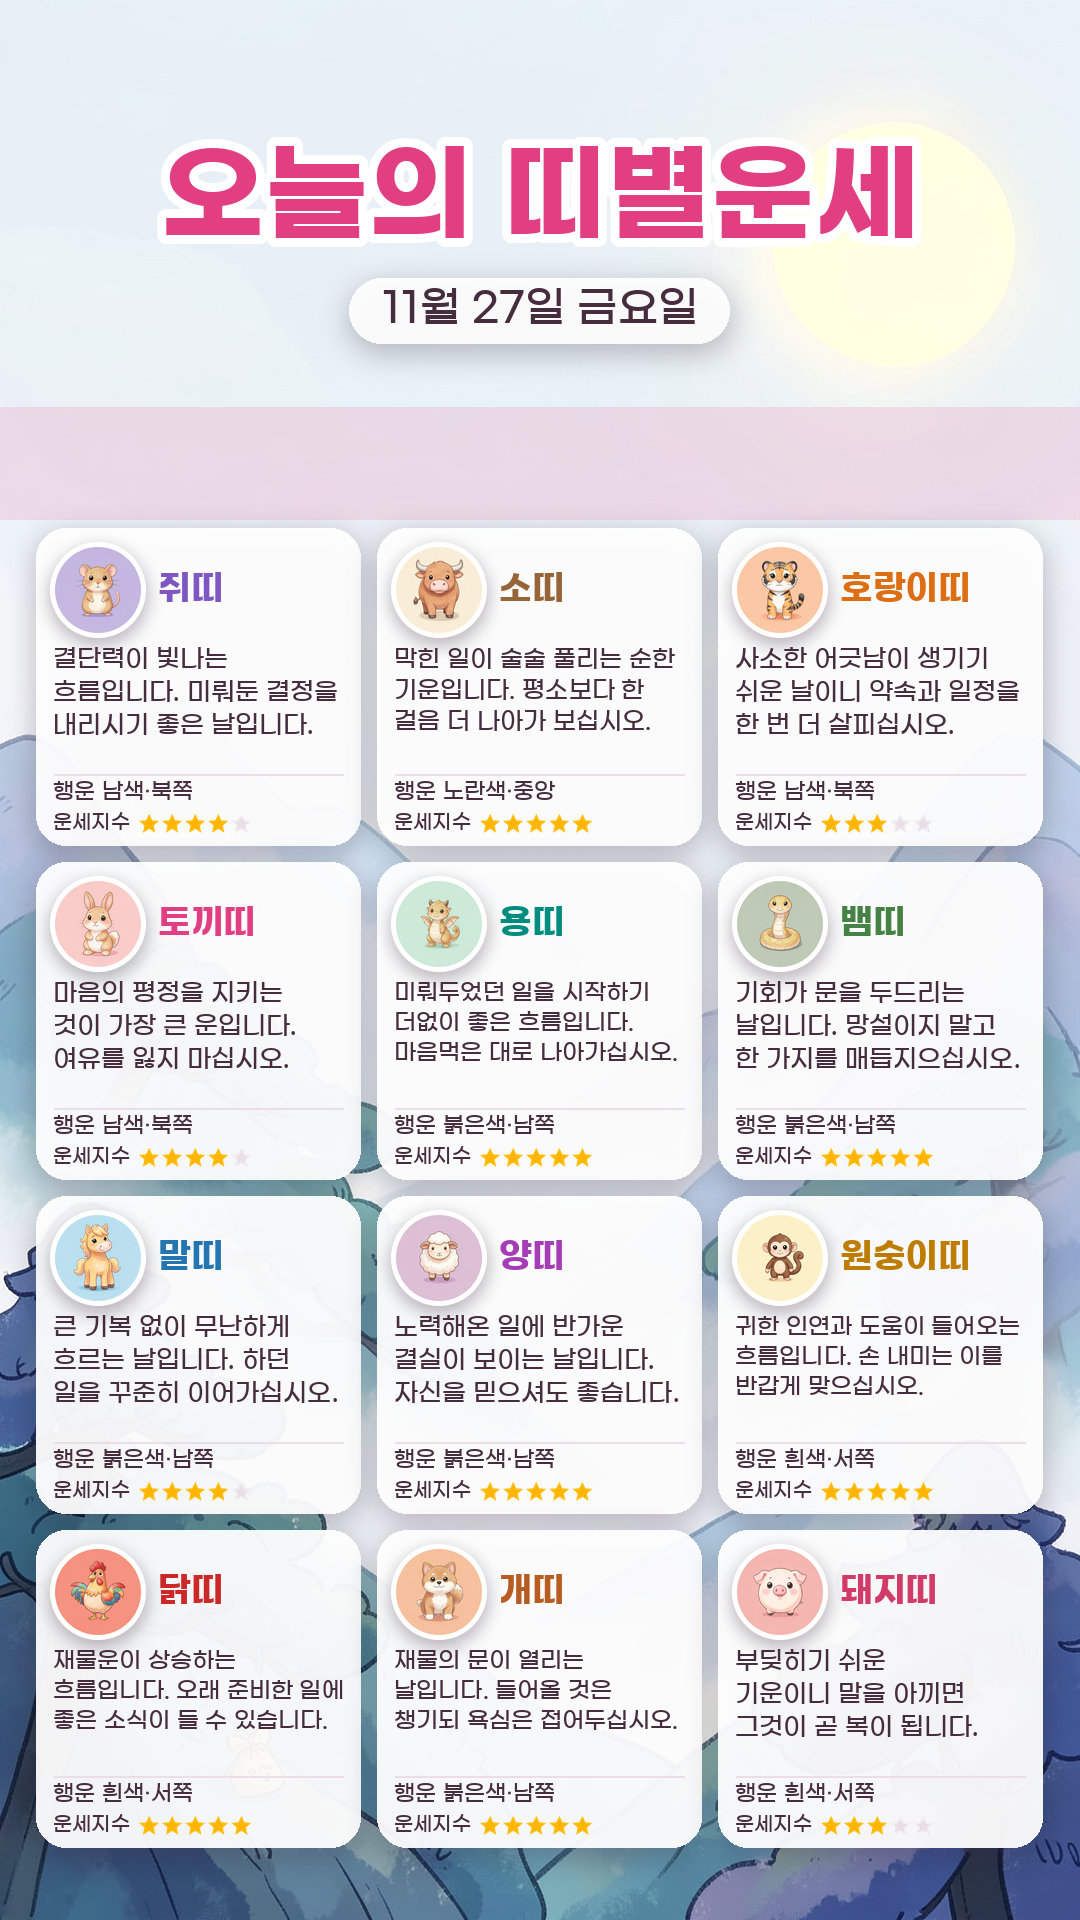 오늘의 띠별운세
11월 27일 금요일
쥐띠
결단력이 빛나는
흐름입니다. 미뤄둔 결정을
내리시기 좋은 날입니다.
행운 남색·북쪽
운세지수 ★★★★★
소띠
막힌 일이 술술 풀리는 순한
기운입니다. 평소보다 한
걸음 더 나아가 보십시오.
행운 노란색·중앙
운세지수 ★★★★★
호랑이띠
사소한 어긋남이 생기기
쉬운 날이니 약속과 일정을
한 번 더 살피십시오.
행운 남색·북쪽
운세지수 ★★★★★
토끼띠
마음의 평정을 지키는
것이 가장 큰 운입니다.
여유를 잃지 마십시오.
행운 남색·북쪽
운세지수 ★★★★★
용띠
미뤄두었던 일을 시작하기
더없이 좋은 흐름입니다.
마음먹은 대로 나아가십시오.
행운 붉은색·남쪽
운세지수 ★★★★★
뱀띠
기회가 문을 두드리는
날입니다. 망설이지 말고
한 가지를 매듭지으십시오.
행운 붉은색·남쪽
운세지수 ★★★★★
말띠
큰 기복 없이 무난하게
흐르는 날입니다. 하던
일을 꾸준히 이어가십시오.
행운 붉은색·남쪽
운세지수 ★★★★★
양띠
노력해온 일에 반가운
결실이 보이는 날입니다.
자신을 믿으셔도 좋습니다.
행운 붉은색·남쪽
운세지수 ★★★★★
원숭이띠
귀한 인연과 도움이 들어오는
흐름입니다. 손 내미는 이를
반갑게 맞으십시오.
행운 흰색·서쪽
운세지수 ★★★★★
닭띠
재물운이 상승하는
흐름입니다. 오래 준비한 일에
좋은 소식이 들 수 있습니다.
행운 흰색·서쪽
운세지수 ★★★★★
개띠
재물의 문이 열리는
날입니다. 들어올 것은
챙기되 욕심은 접어두십시오.
행운 붉은색·남쪽
운세지수 ★★★★★
돼지띠
부딪히기 쉬운
기운이니 말을 아끼면
그것이 곧 복이 됩니다.
행운 흰색·서쪽
운세지수 ★★★★★